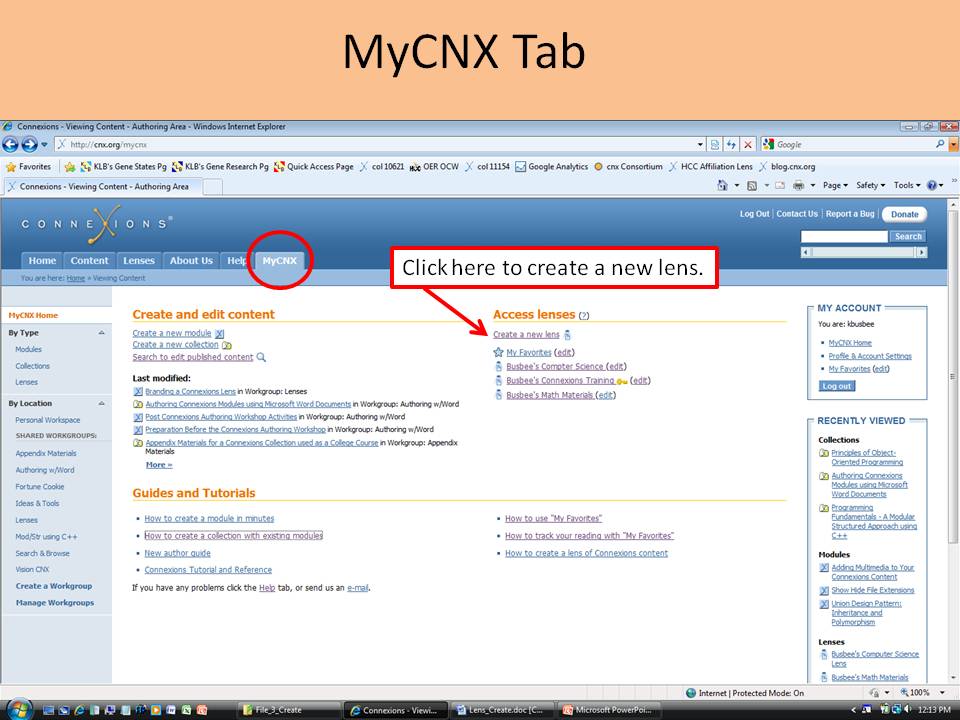 MyCNX Tab
Connexions - Viewing Content - Authoring Area - Windows Internet Explorer
http://cnx.org/mycnx
Google
Favorites
KLB's Gene States Pg
KLB's Gene Research Pg
Quick Access Page
col 10621
OER OCW
col 11154
Google Analytics
cnx Consortium
HCC Affiliation Lens
blog.cnx.org
Connexions - Viewing Content - Authoring Area
Page
Safety
Tools
CONNEXIONS®
Log Out | Contact Us | Report a Bug
Donate
Search
Home
Content
Lenses
About Us
Help
MyCNX
You are here: Home » Viewing Content
Click here to create a new lens.
MyCNX Home
By Type
Modules
Collections
Lenses
By Location
Personal Workspace
SHARED WORKGROUPS:
Appendix Materials
Authoring w/Word
Fortune Cookie
Ideas & Tools
Lenses
Mod/Str using C++
Search & Browse
Vision CNX
Create a Workgroup
Manage Workgroups
Create and edit content
Create a new module
Create a new collection
Search to edit published content
Last modified:
Branding a Connexions Lens in Workgroup: Lenses
Authoring Connexions Modules using Microsoft Word Documents in Workgroup: Authoring w/Word
Post Connexions Authoring Workshop Activities in Workgroup: Authoring w/Word
Preparation Before the Connexions Authoring Workshop in Workgroup: Authoring w/Word
Appendix Materials for a Connexions Collection used as a College Course in Workgroup: Appendix
Materials
More »
Access lenses (?)
Create a new lens
My Favorites (edit)
Busbee's Compter Science (edit)
Busbee's Connexions Training (edit)
Busbee's Math Materials (edit)
Guides and Tutorials
How to create a module in minutes
How to create a collection with existing modules
New author guide
Connexions Tutorial and Reference
How to use "My Favorites"
How to track your reading with "My Favorites"
How to create a lens of Connexions content
If you have any problems click the Help tab, or send us an e-mail.
MY ACCOUNT
You are: kbusbee
MyCNX Home
Profile & Account Settings
My Favorites (edit)
Log out
RECENTLY VIEWED
Collections
Principles of Object-
Oriented Programming
Authoring Connexions
Modules using Microsoft
Word Documents
Programming
Fundamentals - A Modular
Structured Approach using
C++
Modules
Adding Multimedia to Your
Connexions Content
Show Hide File Extensions
Union Design Pattern:
Inheritance and
Polymorphism
Lenses
Busbee's Computer Science
Lens
Busbee's Math Materials
Internet | Protected Mode: On
100%
File_3_Create
Connexions - Viewi...
Lens_Create.doc [C...
Microsoft PowerPoi...
12:13 PM